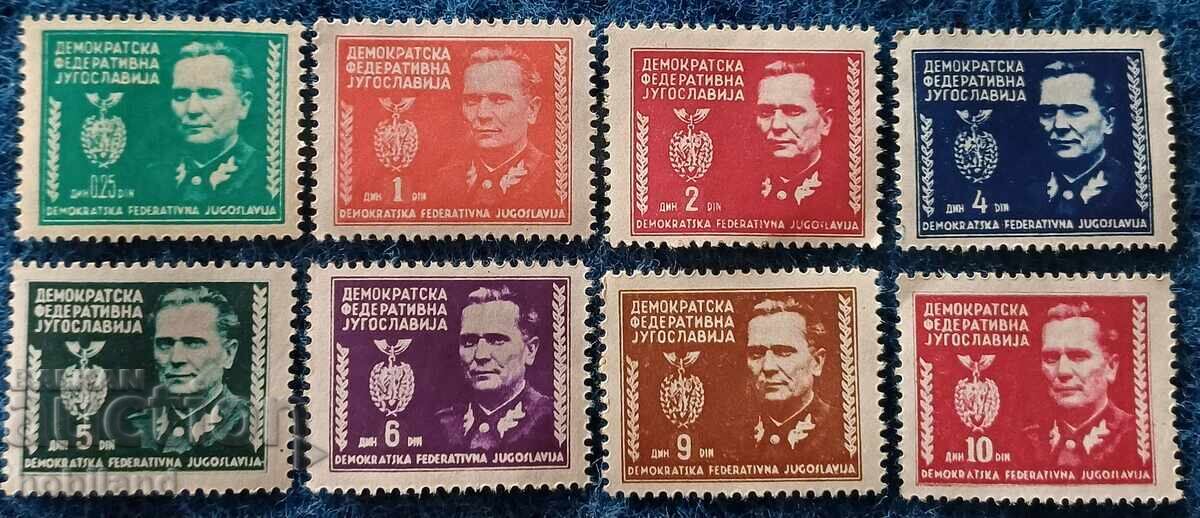 ДЕМОКРАТСКА
ФЕДЕРАТИВНА
ЈУГОСЛАВИЈА
ДИН 0.25 DIN
DEMOKRATSKA FEDERATIVNA JUGOSLAVIJA
ДЕМОКРАТСКА
ФЕДЕРАТИВНА
ЈУГОСЛАВИЈА
ДИН 1 DIN
DEMOKRATSKA FEDERATIVNA JUGOSLAVIJA
ДЕМОКРАТСКА
ФЕДЕРАТИВНА
ЈУГОСЛАВИЈА
ДИН 2 DIN
DEMOKRATSKA FEDERATIVNA JUGOSLAVIJA
ДЕМОКРАТСКА
ФЕДЕРАТИВНА
ЈУГОСЛАВИЈА
ДИН 4 DIN
DEMOKRATSKA FEDERATIVNA JUGOSLAVIJA
ДЕМОКРАТСКА
ФЕДЕРАТИВНА
ЈУГОСЛАВИЈА
ДИН 5 DIN
DEMOKRATSKA FEDERATIVNA JUGOSLAVIJA
ДЕМОКРАТСКА
ФЕДЕРАТИВНА
ЈУГОСЛАВИЈА
ДИН 6 DIN
DEMOKRATSKA FEDERATIVNA JUGOSLAVIJA
ДЕМОКРАТСКА
ФЕДЕРАТИВНА
ЈУГОСЛАВИЈА
ДИН 9 DIN
DEMOKRATSKA FEDERATIVNA JUGOSLAVIJA
ДЕМОКРАТСКА
ФЕДЕРАТИВНА
ЈУГОСЛАВИЈА
ДИН 10 DIN
DEMOKRATSKA FEDERATIVNA JUGOSLAVIJA
BALKAN
auction
nobiland